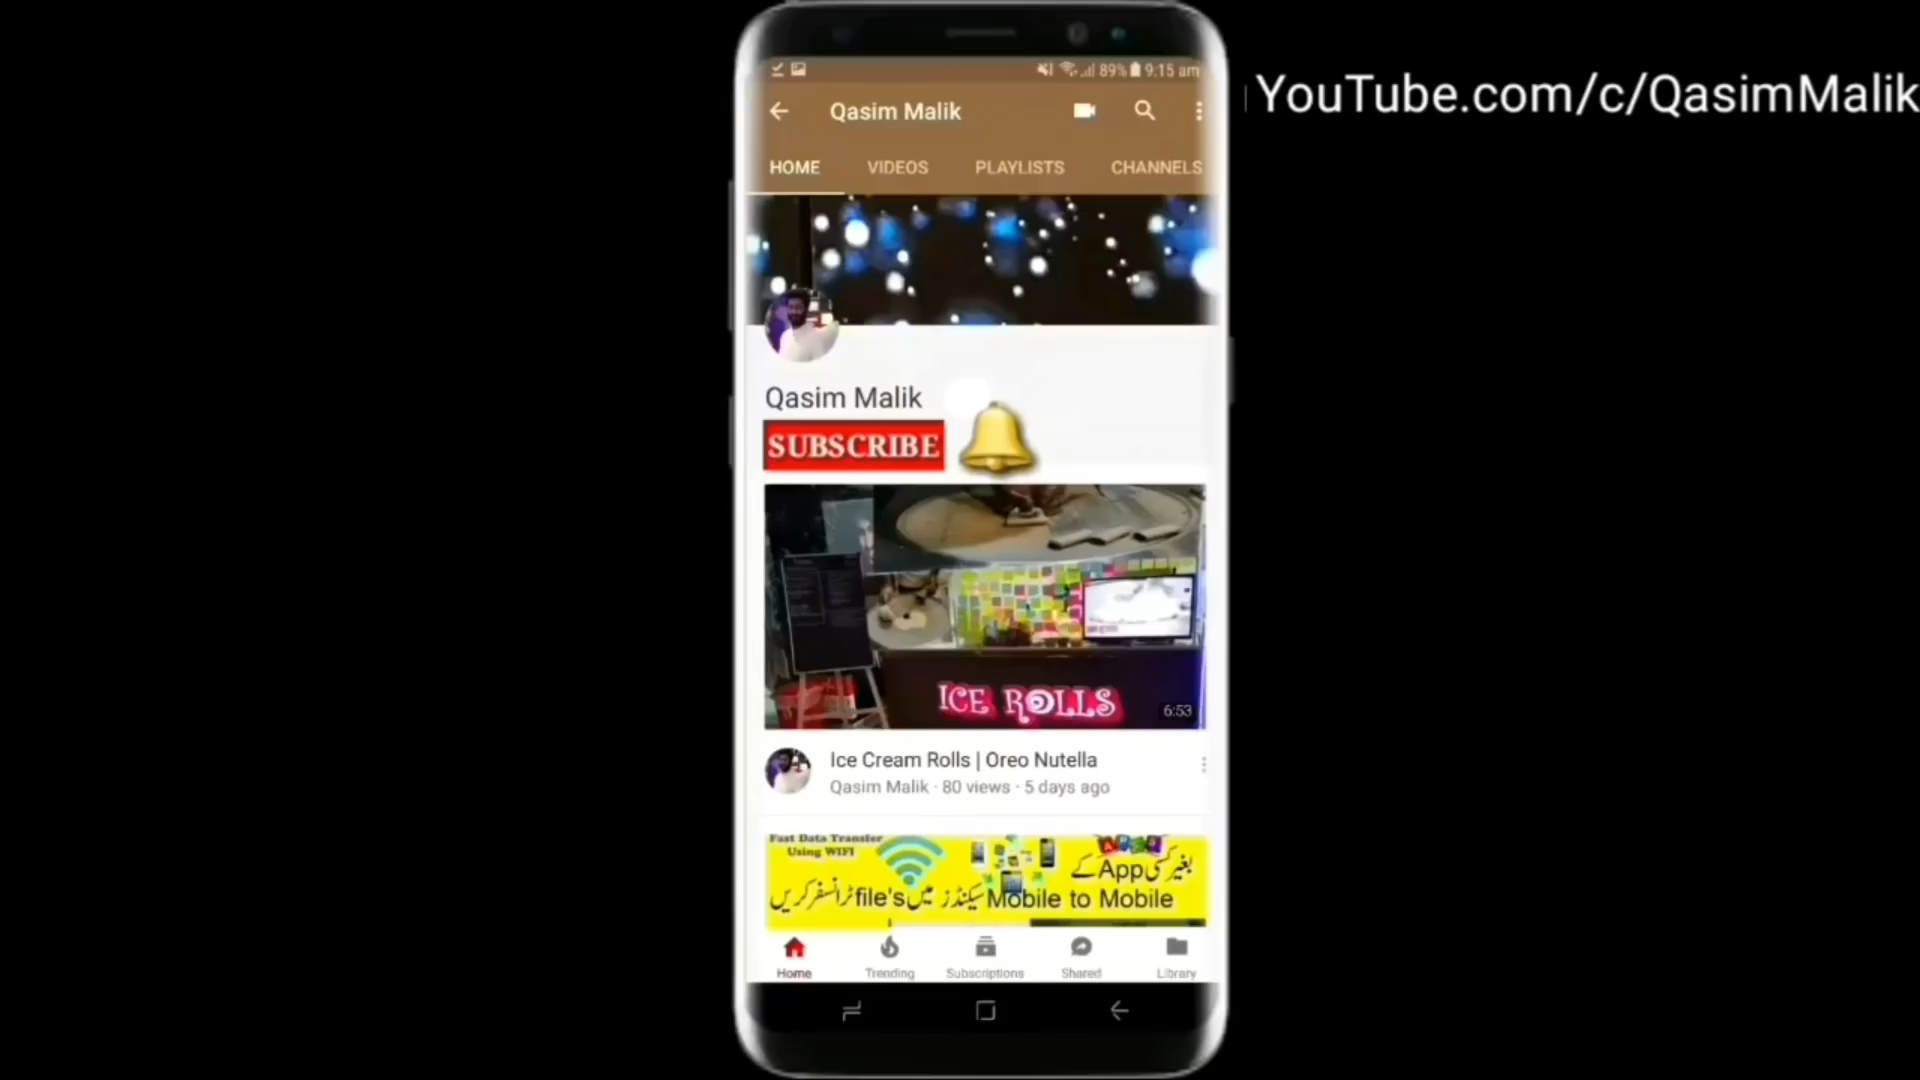 89% 9:15 am
YouTube.com/c/QasimMalik
Qasim Malik
HOME VIDEOS PLAYLISTS CHANNELS
Qasim Malik
SUBSCRIBE
ICE ROLLS
6:53
Ice Cream Rolls | Oreo Nutella
Qasim Malik · 80 views · 5 days ago
Fast Data Transfer
Using WIFI
بغیر کسی App کے
Mobile to Mobile سیکنڈز میں file's ٹرانسفر کریں
Home Trending Subscriptions Shared Library